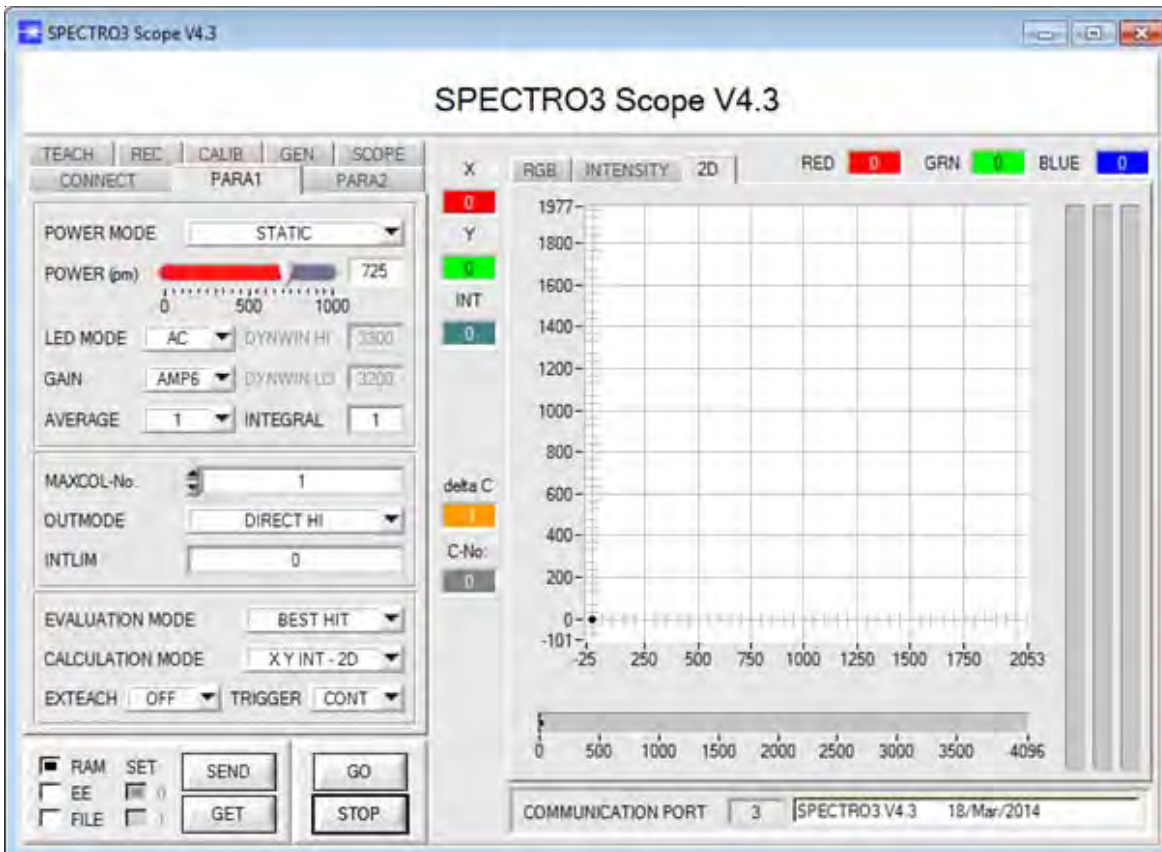 SPECTRO3 Scope V4.3
SPECTRO3 Scope V4.3
TEACH REC CALIB GEN SCOPE
CONNECT PARA1 PARA2
POWER MODE STATIC
POWER (pm) 725
0 500 1000
LED MODE AC DYNWIN HI 3300
GAIN AMP6 DYNWIN LO 3200
AVERAGE 1 INTEGRAL 1
MAXCOL-No. 1
OUTMODE DIRECT HI
INTLIM 0
EVALUATION MODE BEST HIT
CALCULATION MODE X Y INT - 2D
EXTEACH OFF TRIGGER CONT
RAM SET
EE 0
FILE
SEND
GET
GO
STOP
X
0
Y
0
INT
0
delta C
C-No:
0
RGB INTENSITY 2D
RED 0 GRN 0 BLUE 0
1977
1800
1600
1400
1200
1000
800
600
400
200
0
-101
-25 250 500 750 1000 1250 1500 1750 2053
0 500 1000 1500 2000 2500 3000 3500 4096
COMMUNICATION PORT 3 SPECTRO3 V4.3 18/Mar/2014